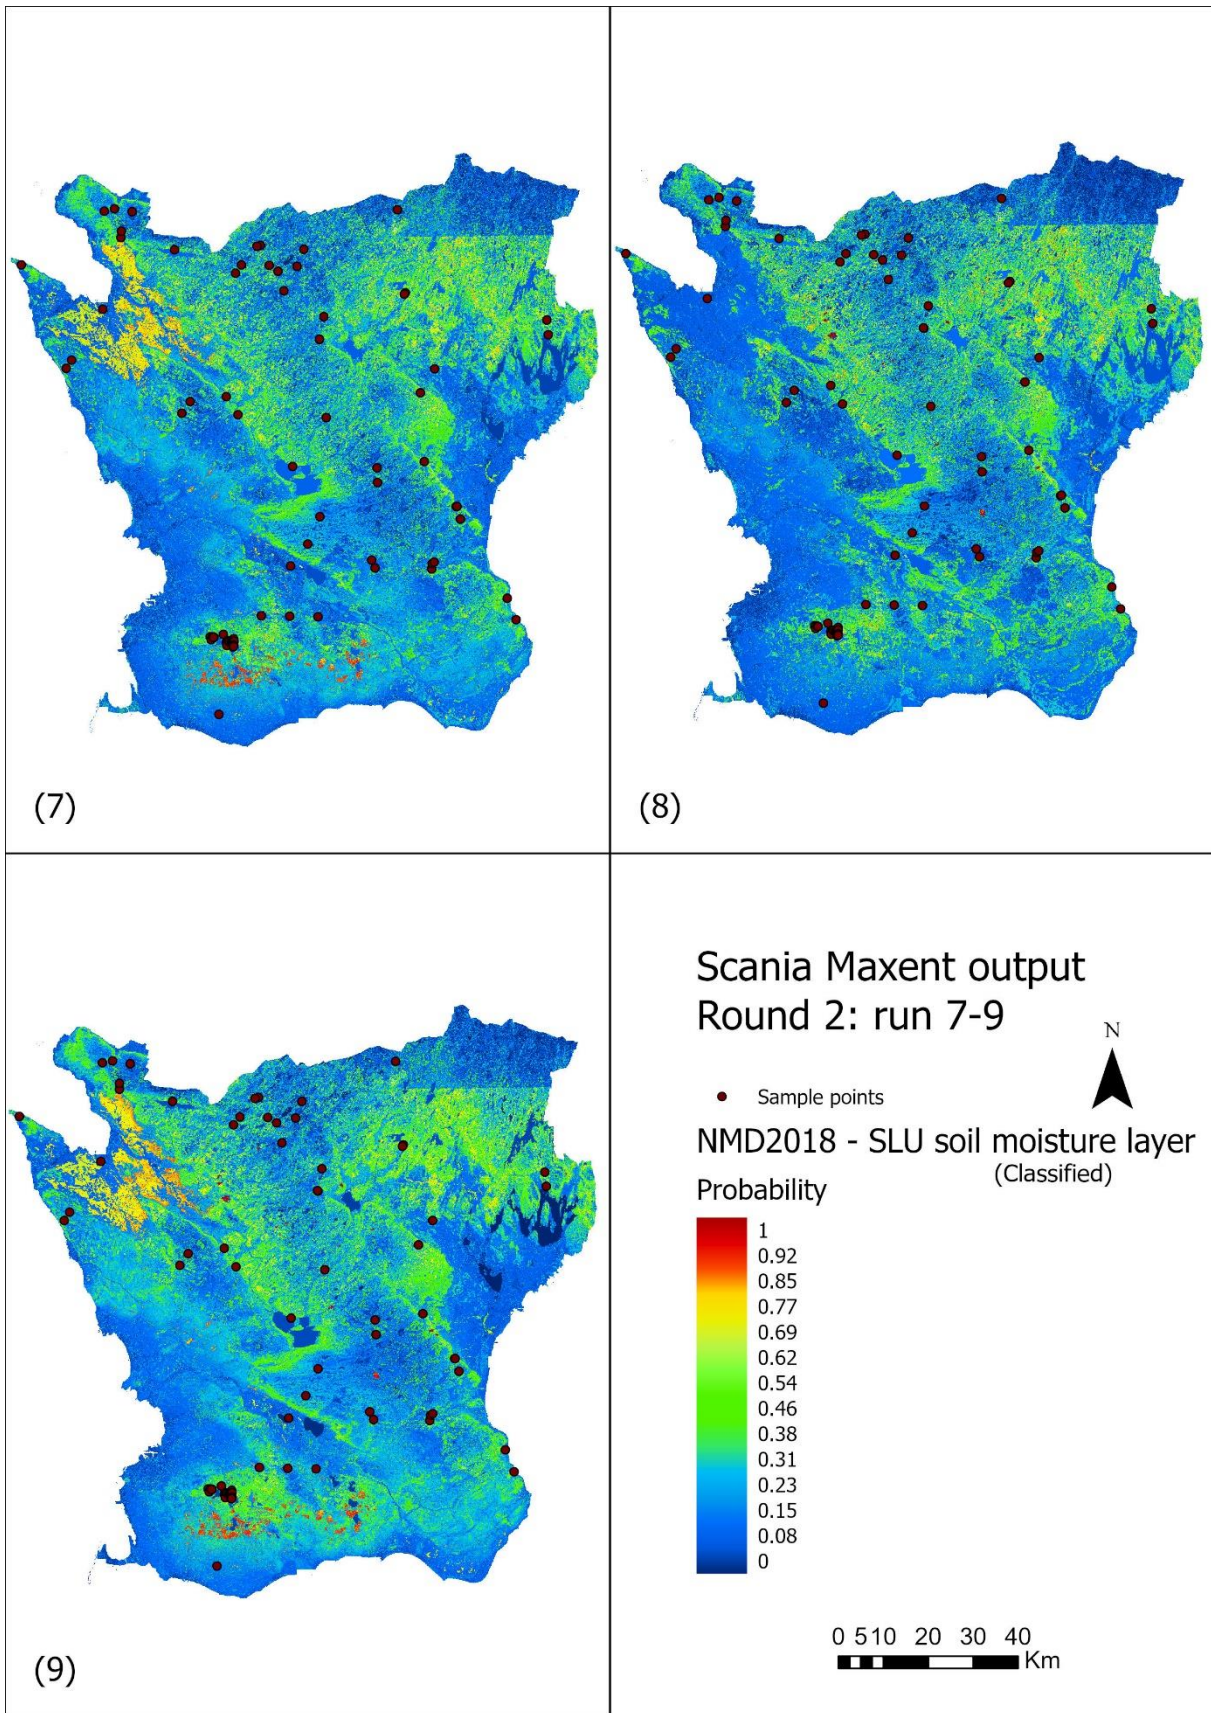 (7)
(8)
(9)
Scania Maxent output
Round 2: run 7-9
N
Sample points
NMD2018 - SLU soil moisture layer
(Classified)
Probability
1
0.92
0.85
0.77
0.69
0.62
0.54
0.46
0.38
0.31
0.23
0.15
0.08
0
0 5 10 20 30 40
Km